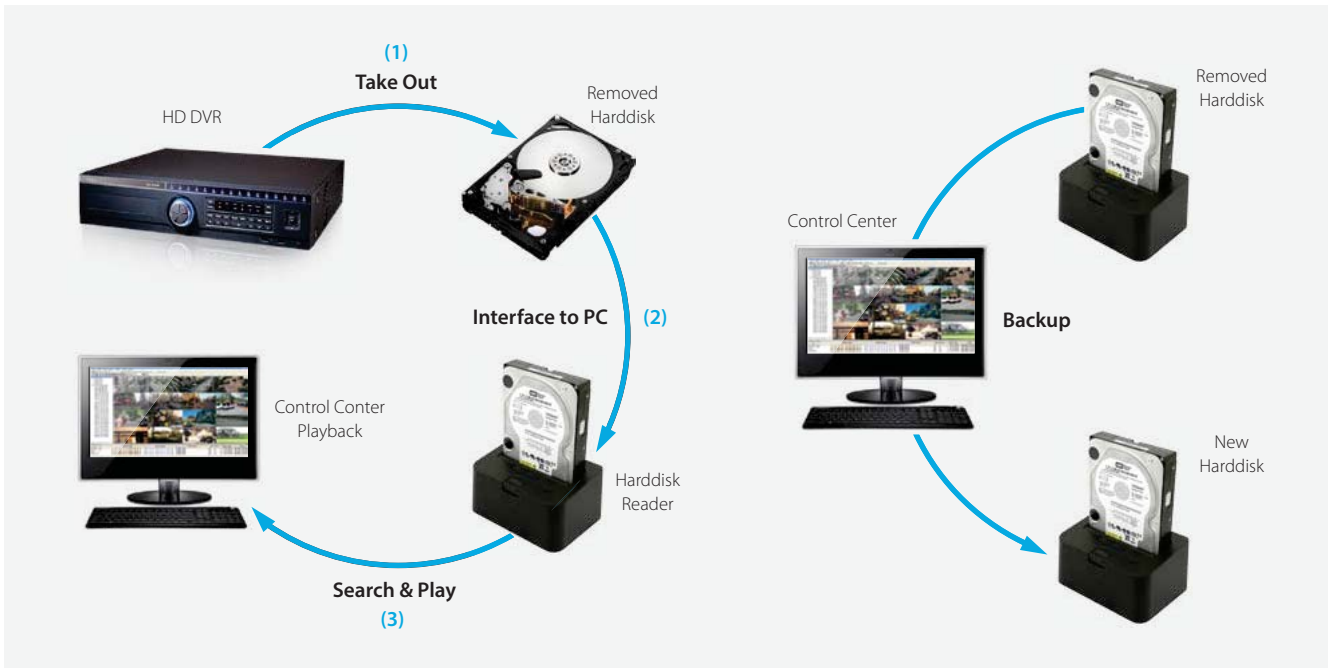 (1)
Take Out
HD DVR
Removed
Harddisk
Interface to PC
(2)
Control Conter
Playback
Harddisk
Reader
Search & Play
(3)
Removed
Harddisk
Control Center
Backup
New
Harddisk